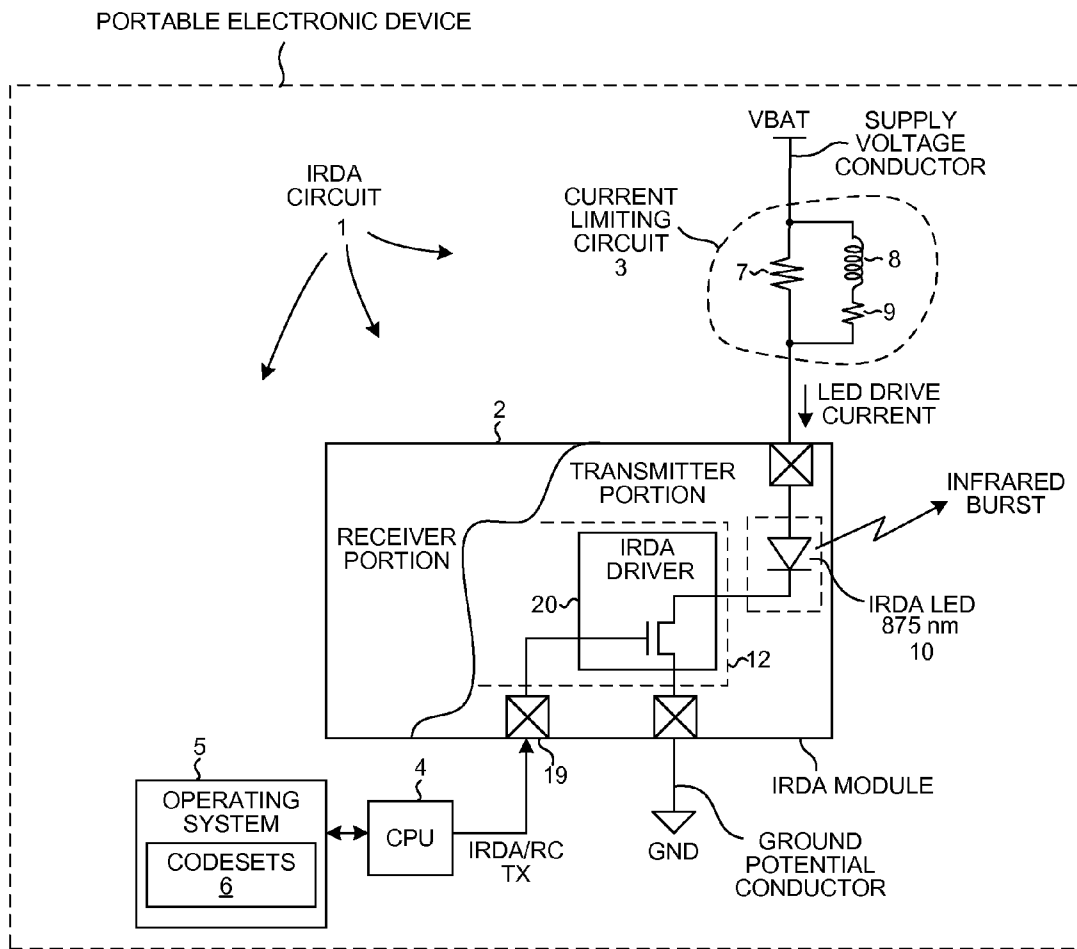 PORTABLE ELECTRONIC DEVICE
VBAT
SUPPLY
VOLTAGE
CONDUCTOR
IRDA
CIRCUIT
1
CURRENT
LIMITING
CIRCUIT
3
7
8
9
LED DRIVE
CURRENT
2
TRANSMITTER
PORTION
RECEIVER
PORTION
INFRARED
BURST
IRDA
DRIVER
20
IRDA LED
875 nm
10
12
19
IRDA MODULE
5
OPERATING
SYSTEM
CODESETS
6
4
CPU
IRDA/RC
TX
GND
GROUND
POTENTIAL
CONDUCTOR